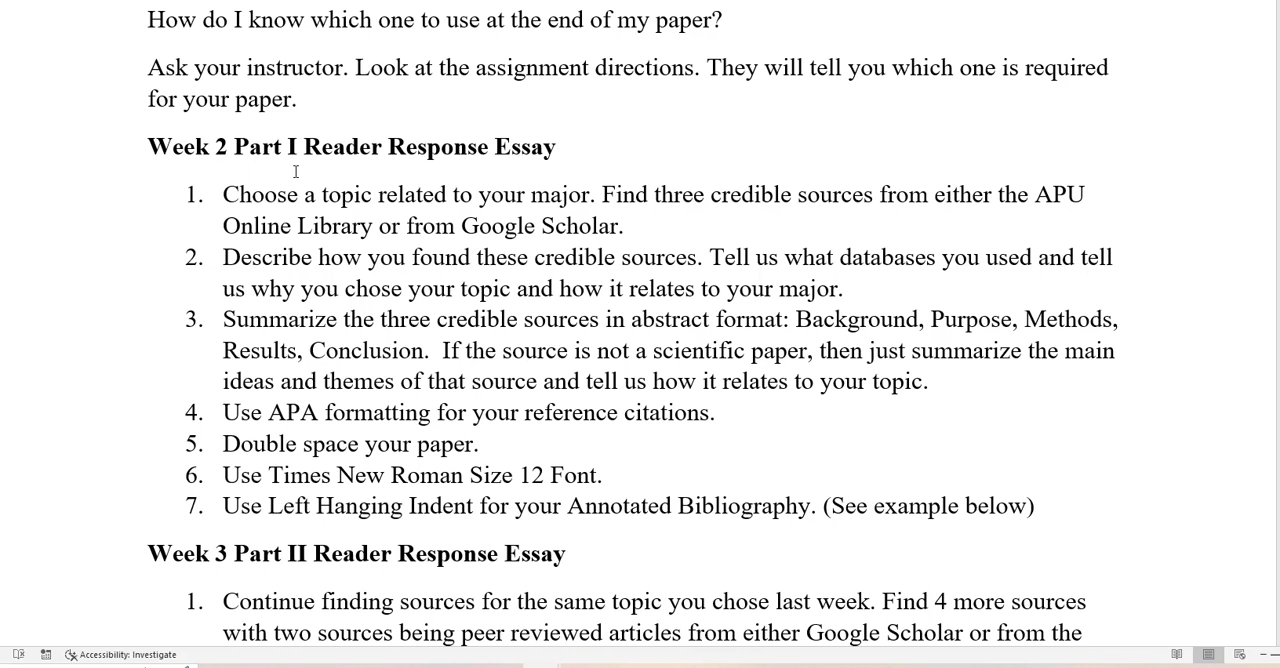 How do I know which one to use at the end of my paper?
Ask your instructor. Look at the assignment directions. They will tell you which one is required
for your paper.
Week 2 Part I Reader Response Essay
1. Choose a topic related to your major. Find three credible sources from either the APU
Online Library or from Google Scholar.
2. Describe how you found these credible sources. Tell us what databases you used and tell
us why you chose your topic and how it relates to your major.
3. Summarize the three credible sources in abstract format: Background, Purpose, Methods,
Results, Conclusion.  If the source is not a scientific paper, then just summarize the main
ideas and themes of that source and tell us how it relates to your topic.
4. Use APA formatting for your reference citations.
5. Double space your paper.
6. Use Times New Roman Size 12 Font.
7. Use Left Hanging Indent for your Annotated Bibliography. (See example below)
Week 3 Part II Reader Response Essay
1. Continue finding sources for the same topic you chose last week. Find 4 more sources
with two sources being peer reviewed articles from either Google Scholar or from the
Accessibility: Investigate